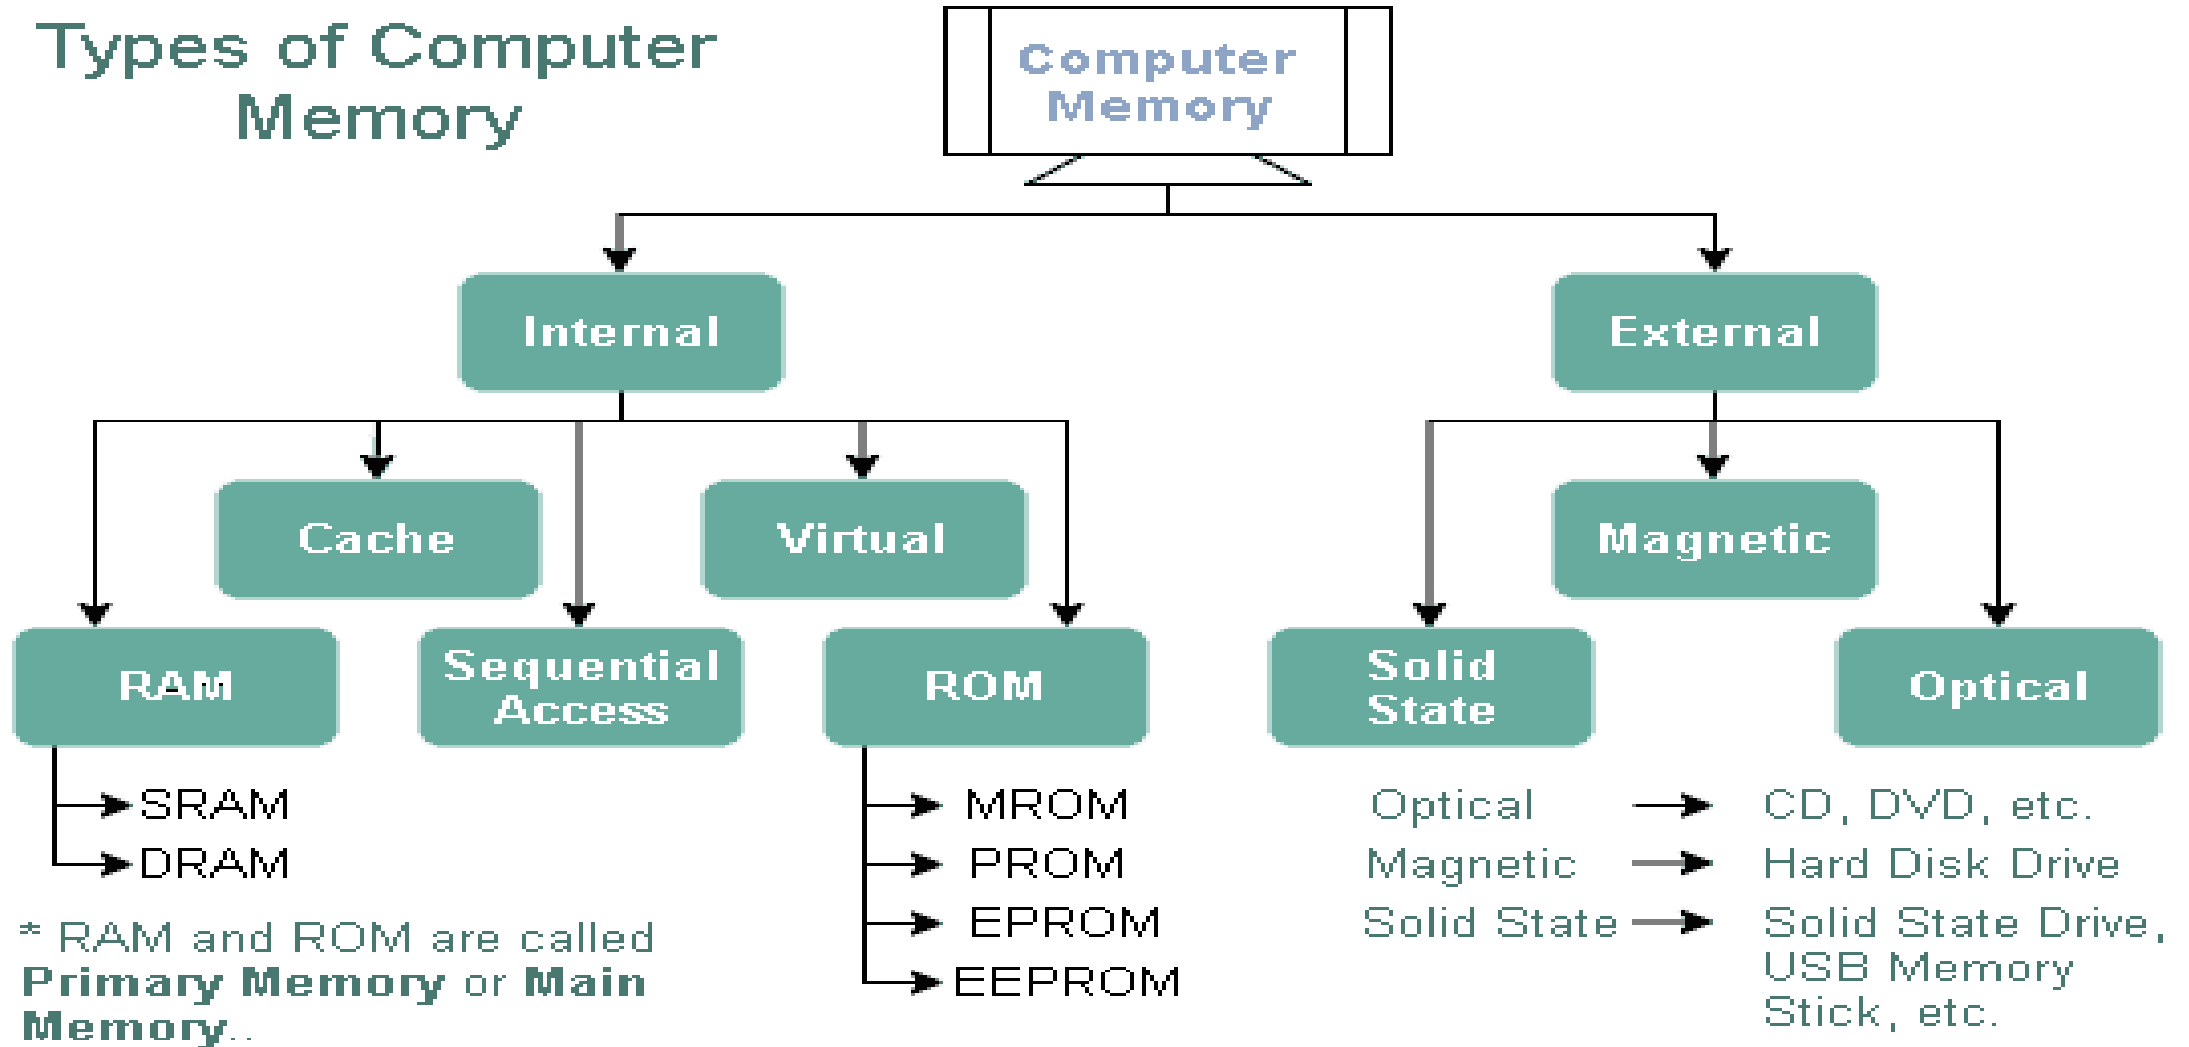 Types of Computer
Memory
Computer
Memory
Internal
External
Cache
Virtual
Magnetic
RAM
Sequential
Access
ROM
Solid
State
Optical
SRAM
DRAM
* RAM and ROM are called
Primary Memory or Main
Memory..
MROM
PROM
EPROM
EEPROM
Optical CD, DVD, etc.
Magnetic Hard Disk Drive
Solid State Solid State Drive,
USB Memory
Stick, etc.